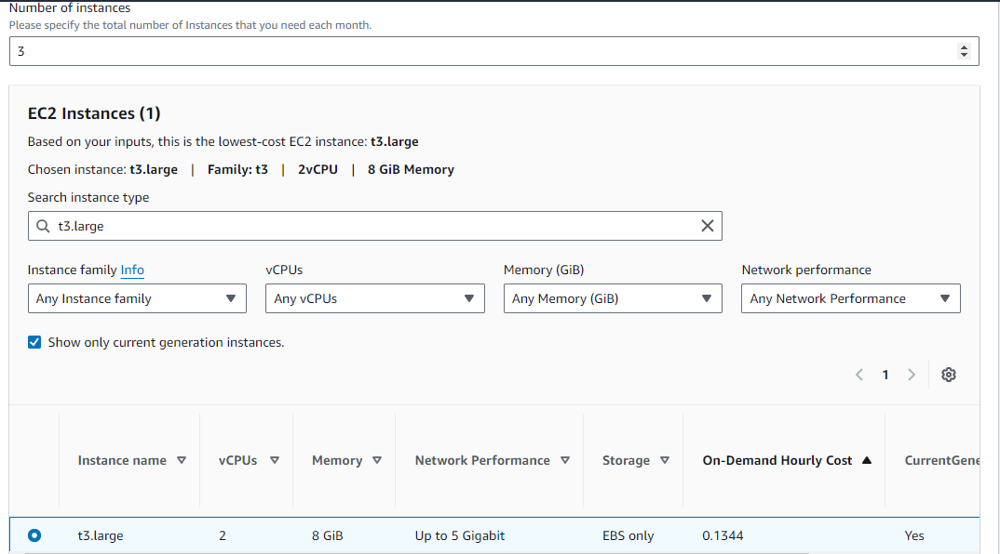 Number of instances
Please specify the total number of Instances that you need each month.
3
EC2 Instances (1)
Based on your inputs, this is the lowest-cost EC2 instance: t3.large
Chosen instance: t3.large | Family: t3 | 2vCPU | 8 GiB Memory
Search instance type
t3.large
Instance family Info vCPUs Memory (GiB) Network performance
Any Instance family Any vCPUs Any Memory (GiB) Any Network Performance
Show only current generation instances.
1
Instance name vCPUs Memory Network Performance Storage On-Demand Hourly Cost CurrentGene
t3.large 2 8 GiB Up to 5 Gigabit EBS only 0.1344 Yes